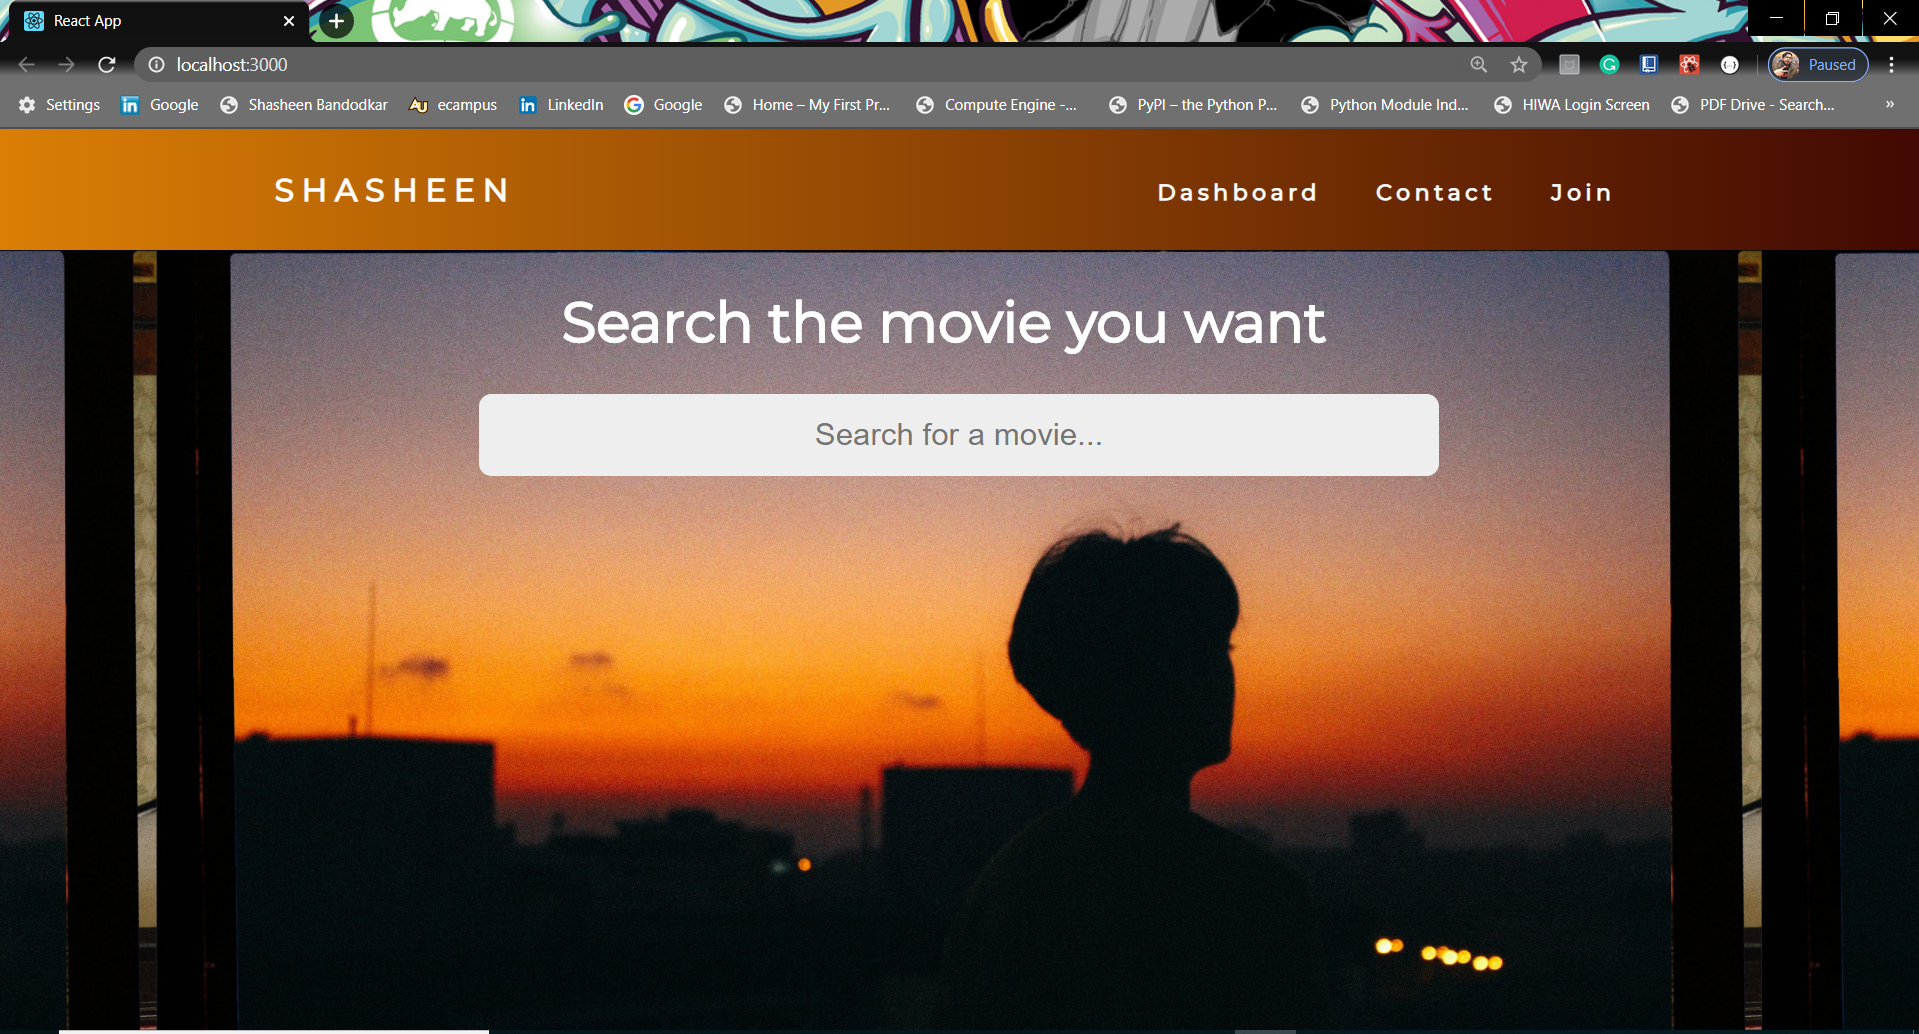 React App
localhost:3000
Paused
Settings Google Shasheen Bandodkar ecampus LinkedIn Google Home – My First Pr... Compute Engine -... PyPI – the Python P... Python Module Ind... HIWA Login Screen PDF Drive - Search... »
SHASHEEN Dashboard Contact Join
Search the movie you want
Search for a movie...